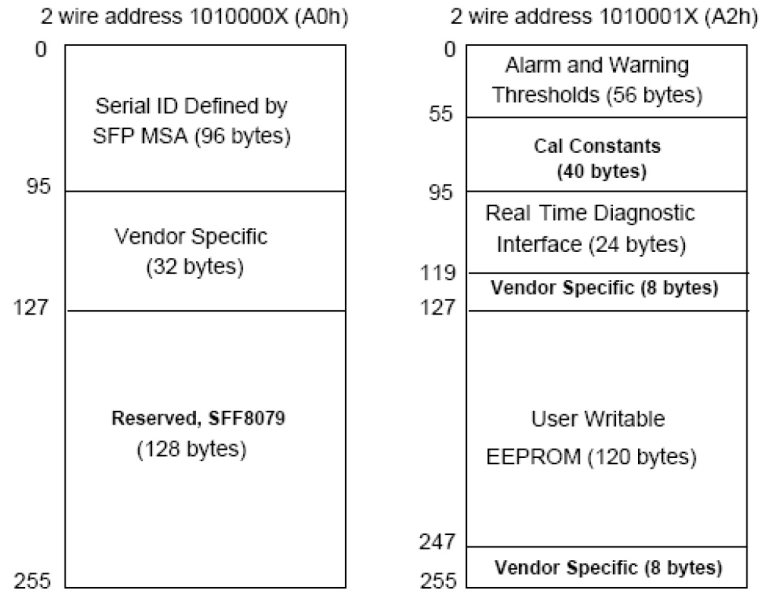 2 wire address 1010000X (A0h)
0
Serial ID Defined by
SFP MSA (96 bytes)
95
Vendor Specific
(32 bytes)
127
Reserved, SFF8079
(128 bytes)
255
2 wire address 1010001X (A2h)
0
Alarm and Warning
Thresholds (56 bytes)
55
Cal Constants
(40 bytes)
95
Real Time Diagnostic
Interface (24 bytes)
119
Vendor Specific (8 bytes)
127
User Writable
EEPROM (120 bytes)
247
Vendor Specific (8 bytes)
255